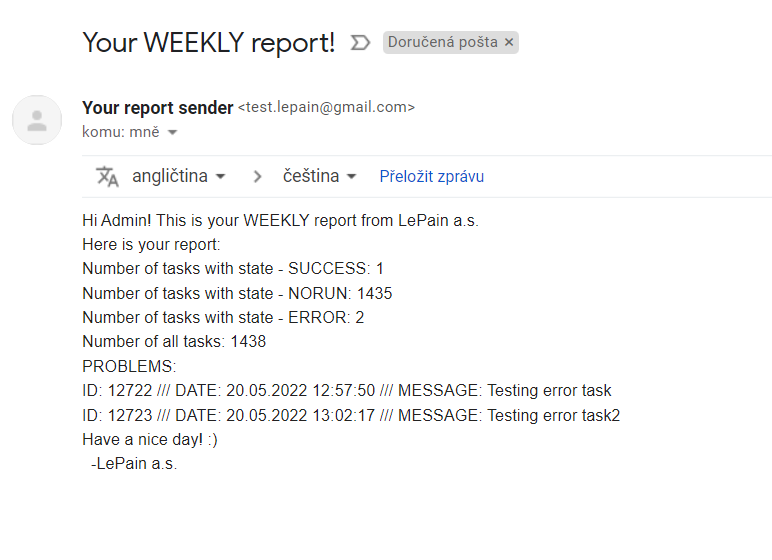 Your WEEKLY report!
Doručená pošta ×
Your report sender <test.lepain@gmail.com>
komu: mně
angličtina
čeština
Přeložit zprávu
Hi Admin! This is your WEEKLY report from LePain a.s.
Here is your report:
Number of tasks with state - SUCCESS: 1
Number of tasks with state - NORUN: 1435
Number of tasks with state - ERROR: 2
Number of all tasks: 1438
PROBLEMS:
ID: 12722 /// DATE: 20.05.2022 12:57:50 /// MESSAGE: Testing error task
ID: 12723 /// DATE: 20.05.2022 13:02:17 /// MESSAGE: Testing error task2
Have a nice day! :)
-LePain a.s.